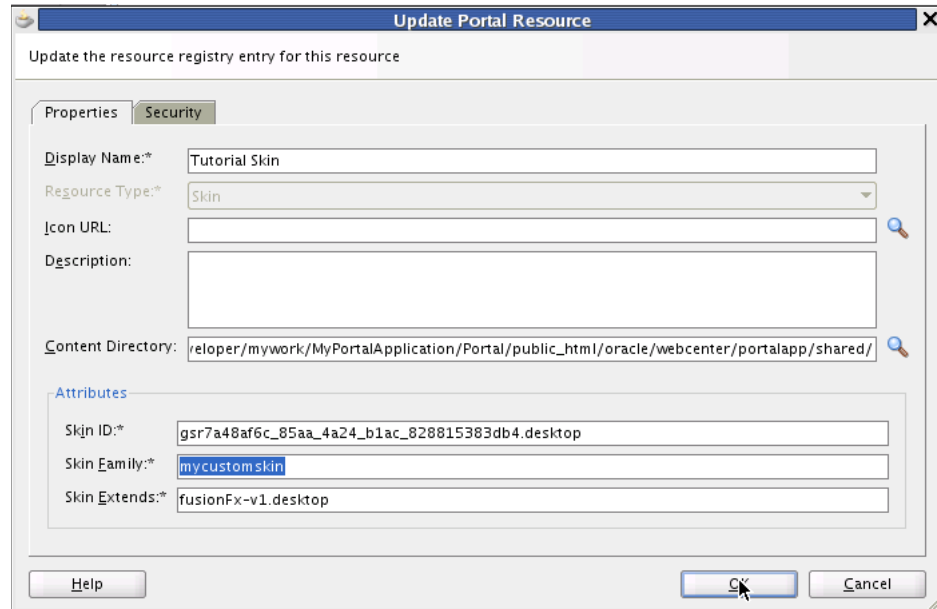 Update Portal Resource
Update the resource registry entry for this resource
Properties Security
Display Name:* Tutorial Skin
Resource Type:* Skin
Icon URL:
Description:
Content Directory: veloper/mywork/MyPortalApplication/Portal/public_html/oracle/webcenter/portalapp/shared/
Attributes
Skin ID:* gsr7a48af6c_85aa_4a24_b1ac_828815383db4.desktop
Skin Family:* mycustomskin
Skin Extends:* fusionFx-v1.desktop
Help OK Cancel